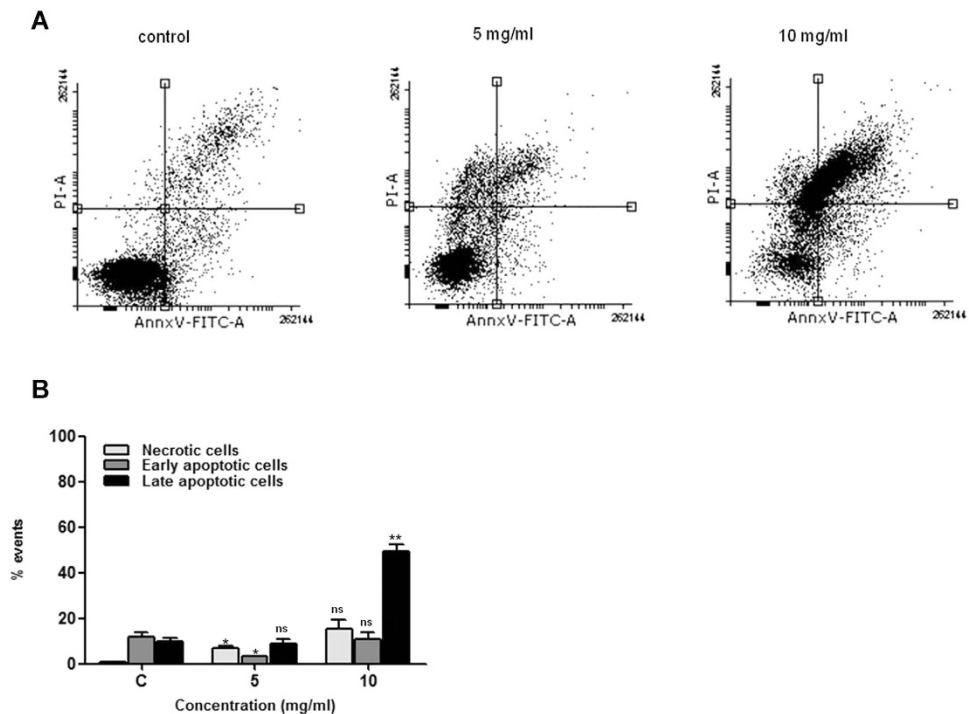 A
control
5 mg/ml
10 mg/ml
262144
PI-A
AnnxV-FITC-A
262144
262144
PI-A
AnnxV-FITC-A
262144
262144
PI-A
AnnxV-FITC-A
262144
B
100
80
60
40
20
0
% events
Necrotic cells
Early apoptotic cells
Late apoptotic cells
* * ns
ns ns **
C 5 10
Concentration (mg/ml)